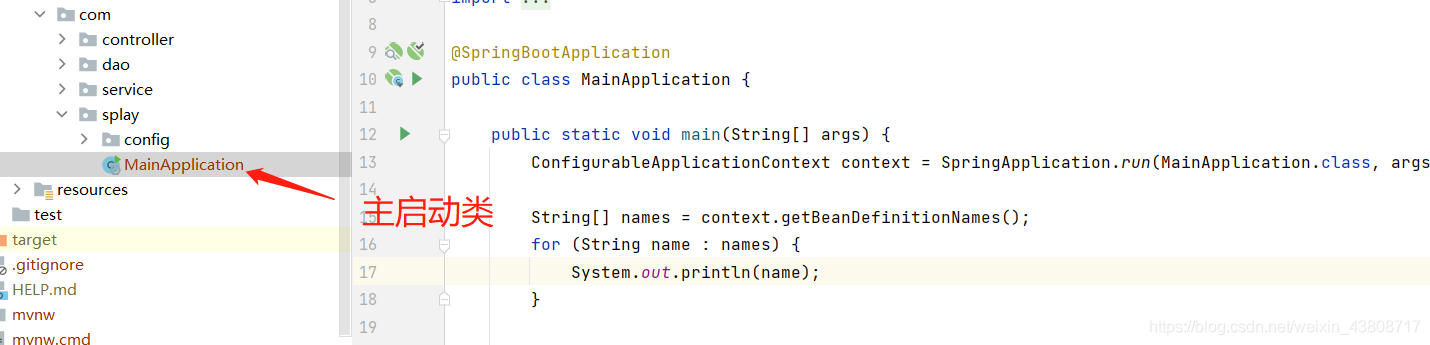 com
controller
dao
service
splay
config
MainApplication
resources
test
target
.gitignore
HELP.md
mvnw
mvnw.cmd
主启动类
import ...
8
9 @SpringBootApplication
10 public class MainApplication {
11
12 public static void main(String[] args) {
13 ConfigurableApplicationContext context = SpringApplication.run(MainApplication.class, args
14
15 String[] names = context.getBeanDefinitionNames();
16 for (String name : names) {
17 System.out.println(name);
18 }
19
https://blog.csdn.net/weixin_43808717